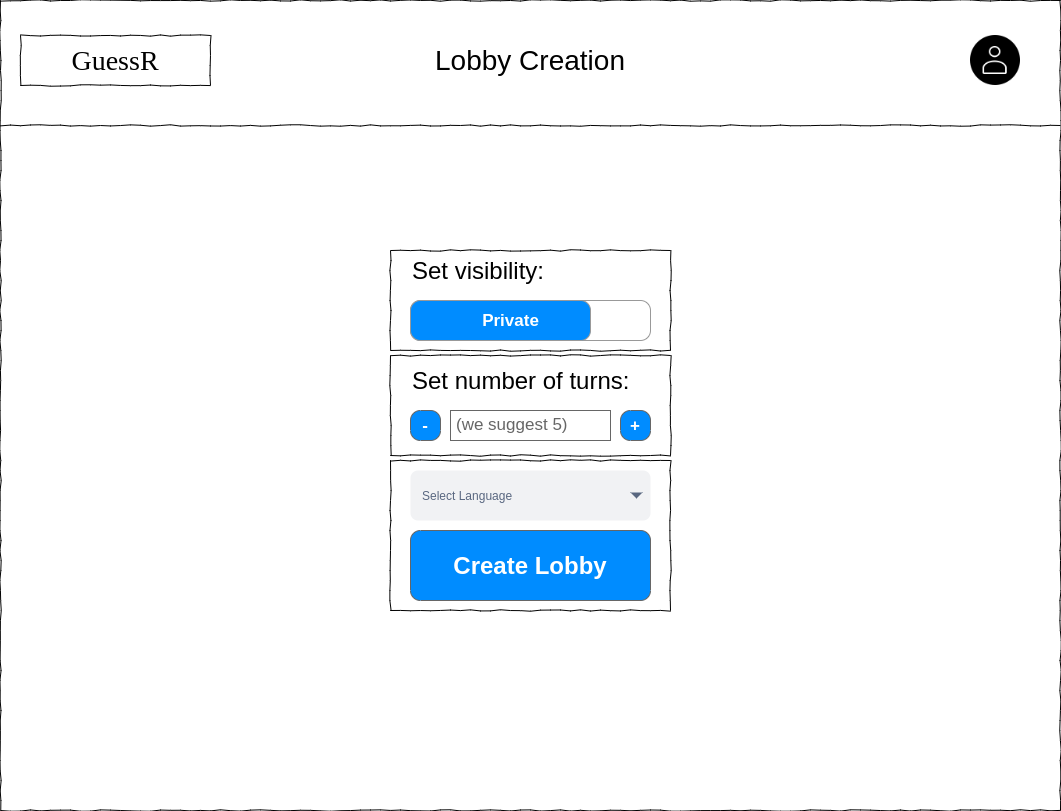 GuessR
Lobby Creation
Set visibility:
Private
Set number of turns:
-
(we suggest 5)
+
Select Language
Create Lobby